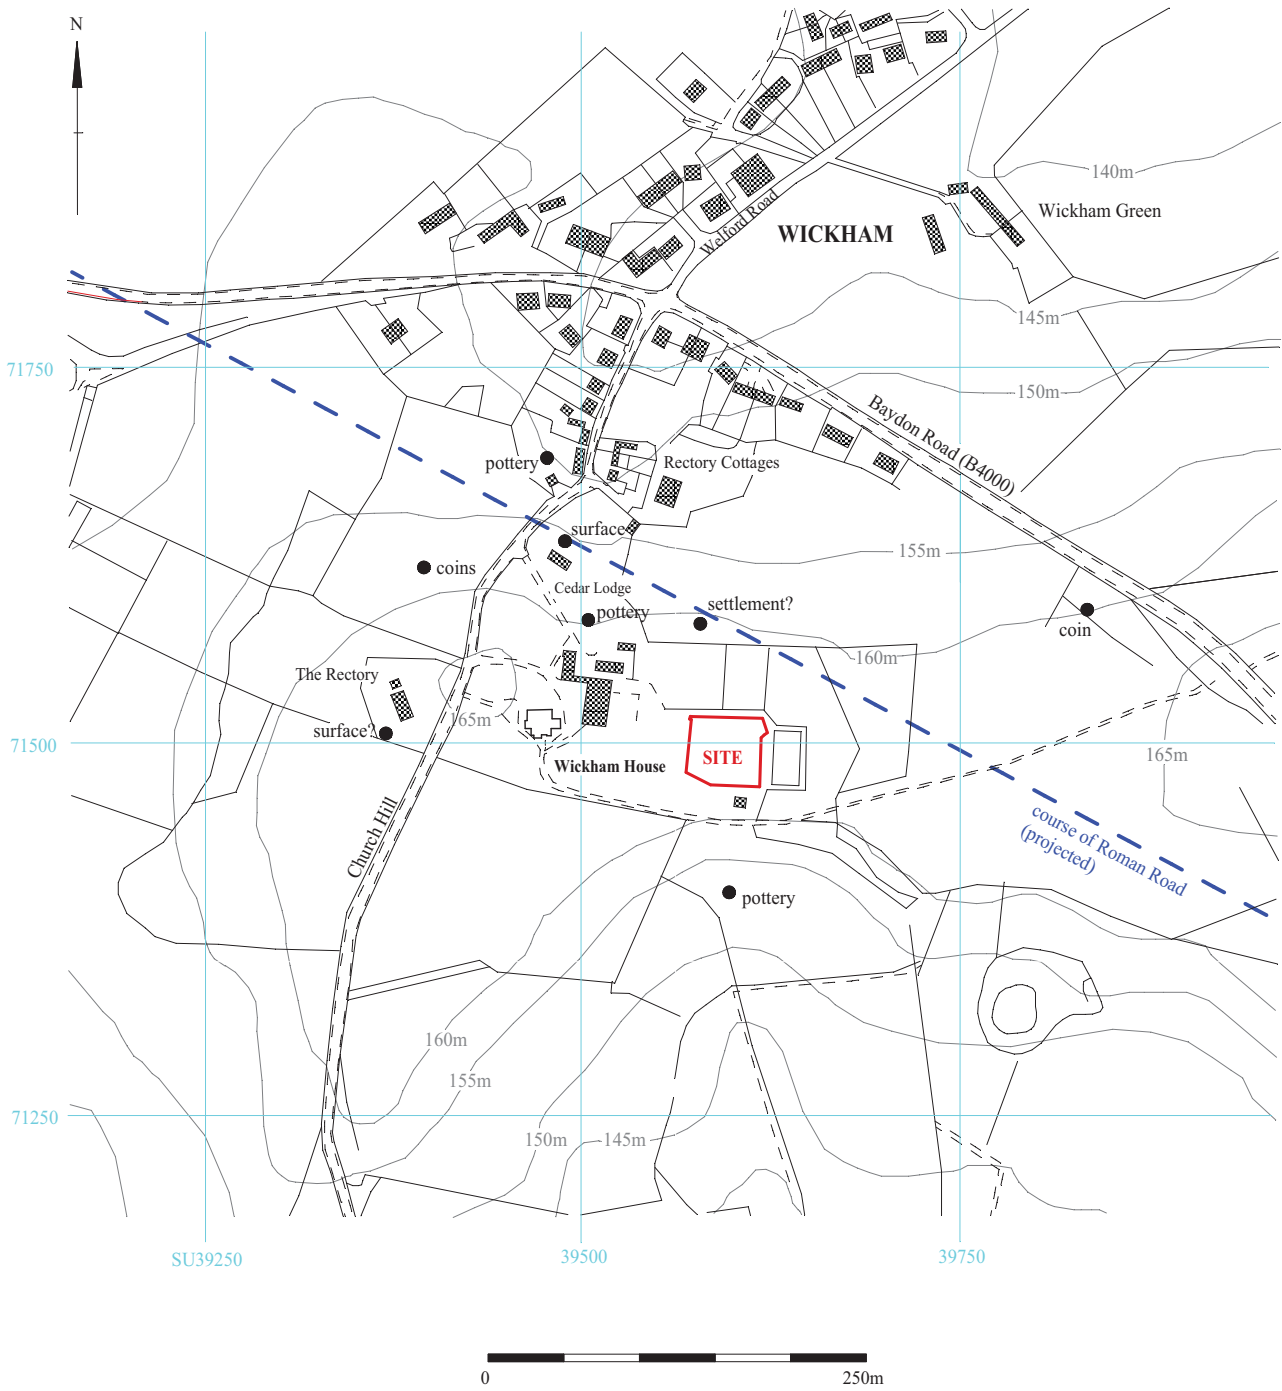 N
140m
Wickham Green
Welford Road
WICKHAM
145m
71750
150m
Baydon Road (B4000)
pottery
Rectory Cottages
surface
155m
coins
Cedar Lodge
pottery
settlement?
coin
160m
The Rectory
165m
surface?
71500
Wickham House
SITE
165m
Church Hill
course of Roman Road
(projected)
pottery
160m
155m
71250
150m
145m
SU39250
39500
39750
0
250m